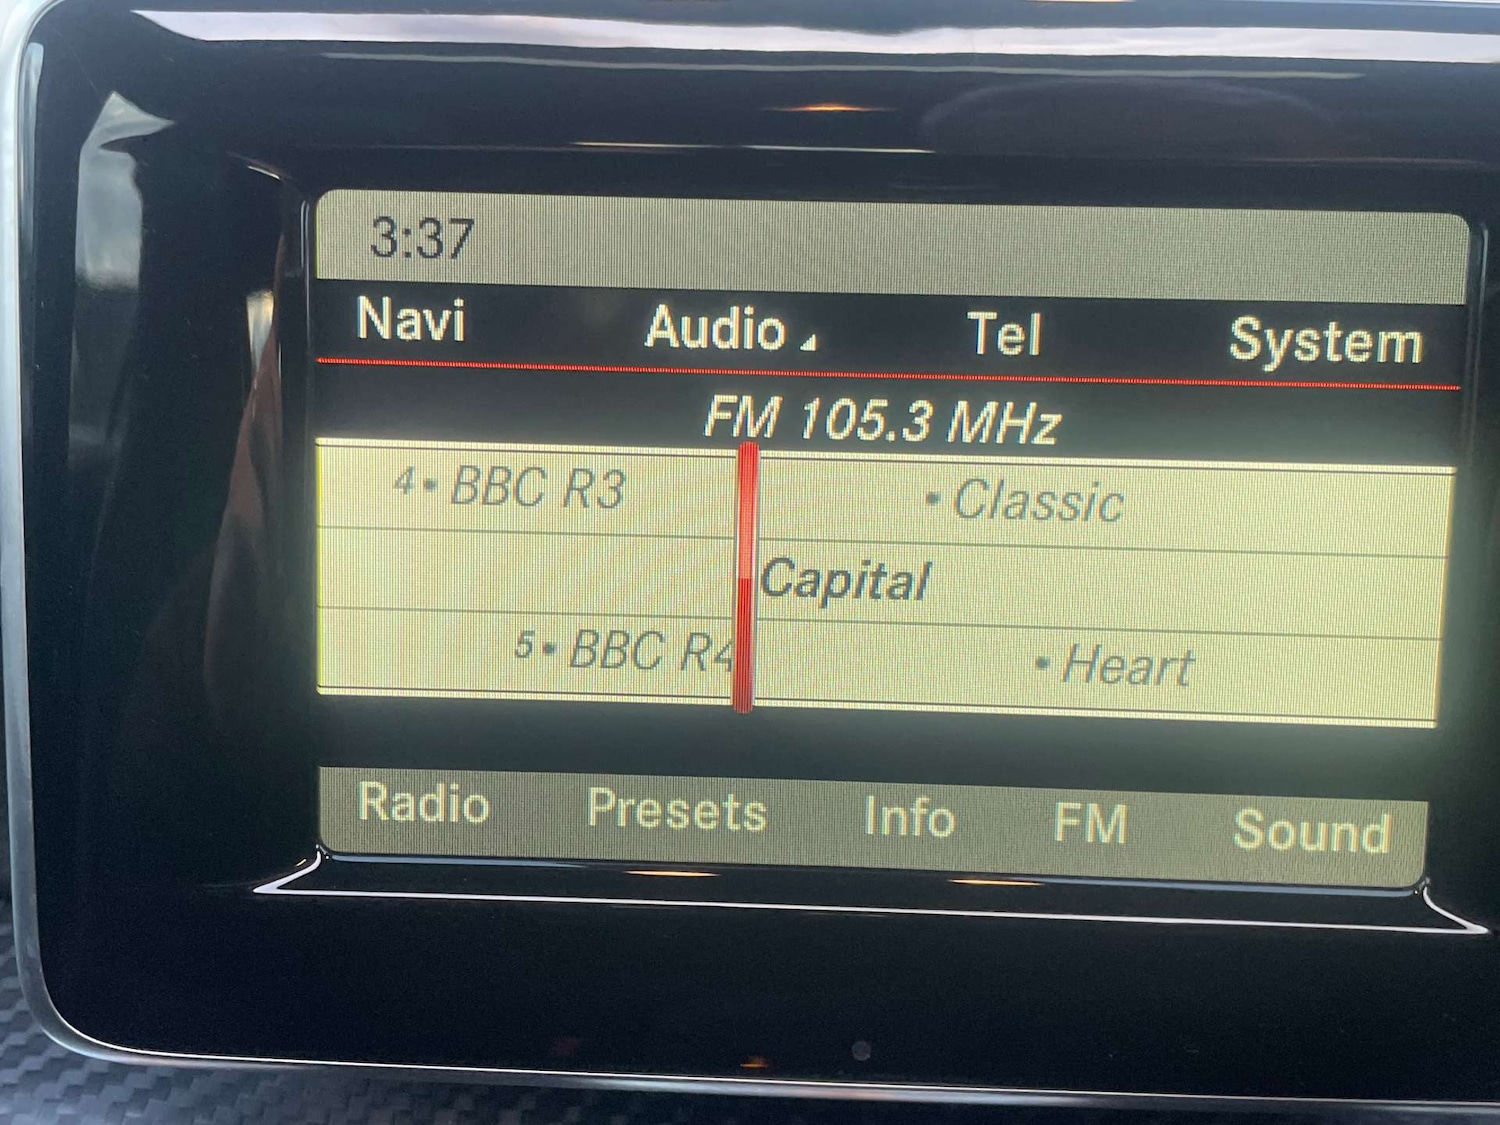 3:37
Navi Audio Tel System
FM 105.3 MHz
4• BBC R3 • Classic
Capital
5• BBC R4 • Heart
Radio Presets Info FM Sound